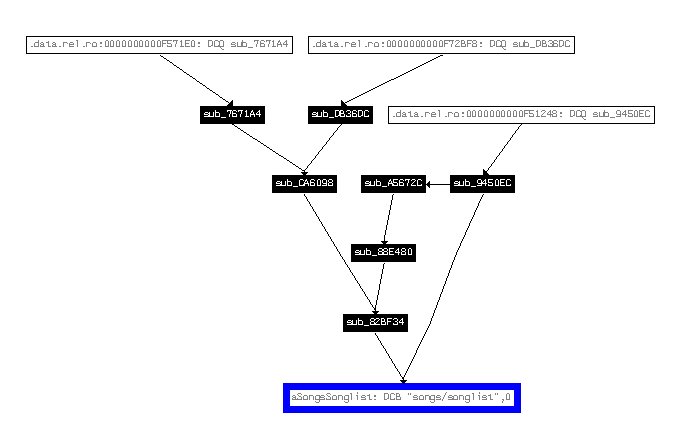 .data.rel.ro:0000000000F571E0: DCQ sub_7671A4
.data.rel.ro:0000000000F72BF8: DCQ sub_DB36DC
sub_7671A4
sub_DB36DC
.data.rel.ro:0000000000F51248: DCQ sub_9450EC
sub_CA6098
sub_A5672C
sub_9450EC
sub_88E480
sub_82BF34
aSongsSonglist: DCB "songs/songlist",0